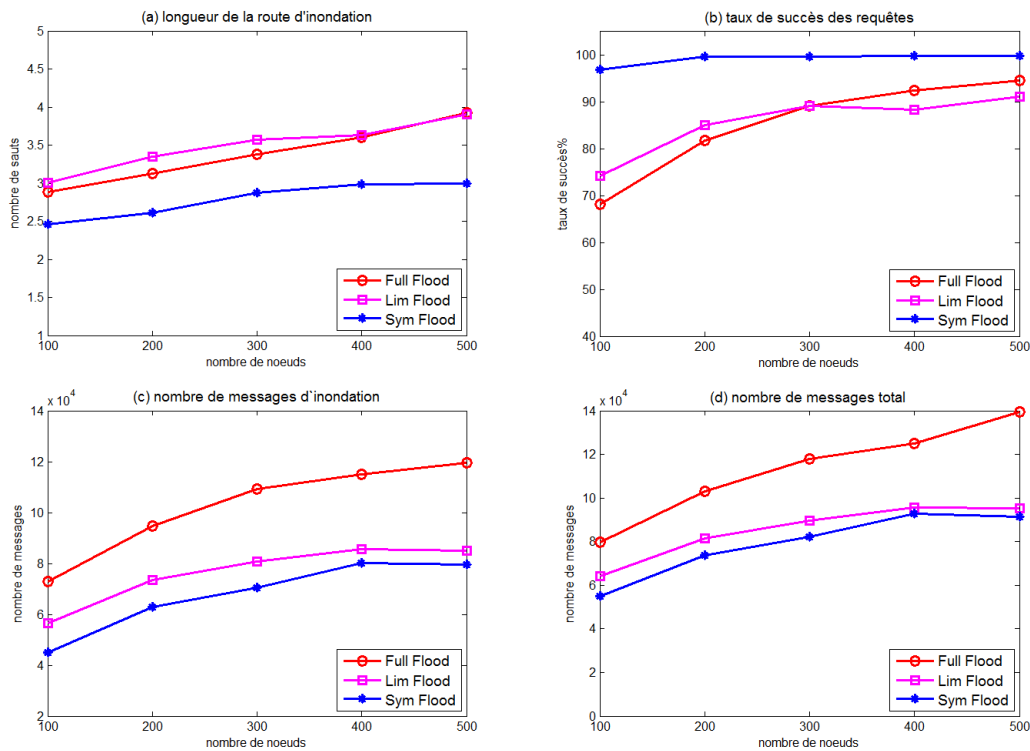 (a) longueur de la route d'inondation
5
4.5
4
3.5
3
2.5
2
1.5
1
nombre de sauts
100 200 300 400 500
nombre de noeuds
Full Flood
Lim Flood
Sym Flood
(b) taux de succès des requêtes
100
90
80
70
60
50
40
taux de succès%
100 200 300 400 500
nombre de noeuds
Full Flood
Lim Flood
Sym Flood
(c) nombre de messages d`inondation
x 10^4
14
12
10
8
6
4
2
nombre de messages
100 200 300 400 500
nombre de noeuds
Full Flood
Lim Flood
Sym Flood
(d) nombre de messages total
x 10^4
14
12
10
8
6
4
2
0
nombre de messages
100 200 300 400 500
nombre de noeuds
Full Flood
Lim Flood
Sym Flood